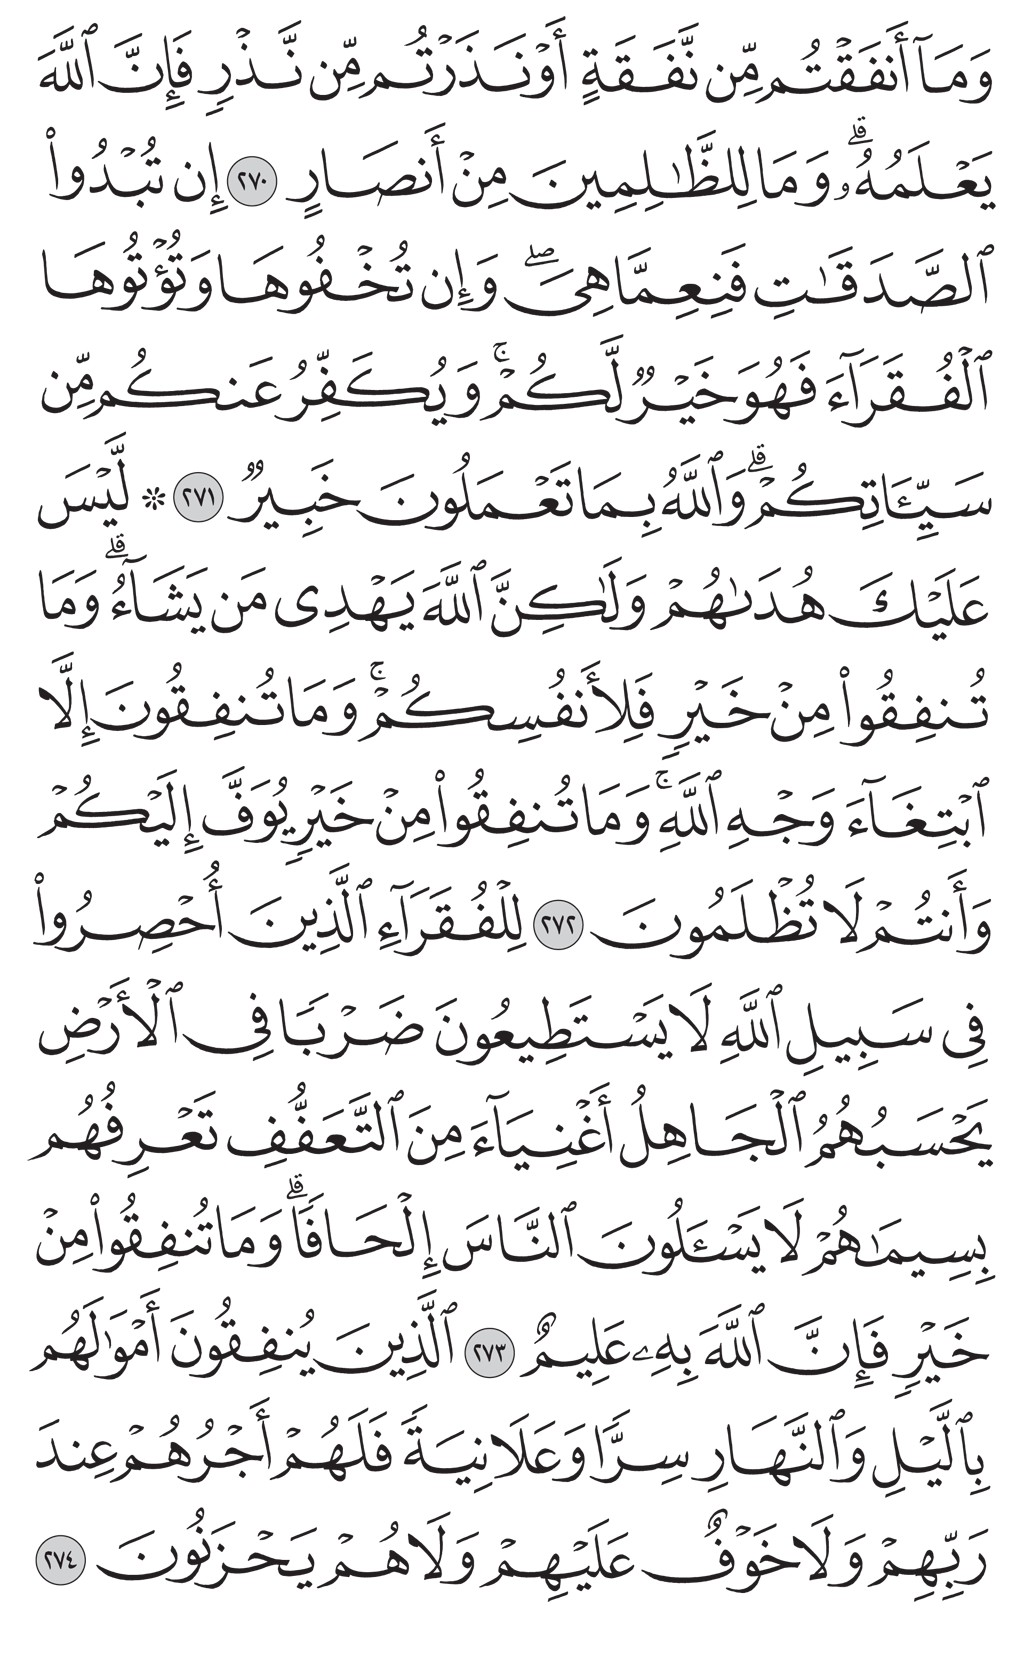 وَمَآ أَنفَقْتُم مِّن نَّفَقَةٍ أَوْ نَذَرْتُم مِّن نَّذْرٍ فَإِنَّ ٱللَّهَ
يَعْلَمُهُۥۗ وَمَا لِلظَّٰلِمِينَ مِنْ أَنصَارٍ ٢٧٠ إِن تُبْدُوا۟
ٱلصَّدَقَٰتِ فَنِعِمَّا هِىَۖ وَإِن تُخْفُوهَا وَتُؤْتُوهَا
ٱلْفُقَرَآءَ فَهُوَ خَيْرٌ لَّكُمْۚ وَيُكَفِّرُ عَنكُم مِّن
سَيِّـَٔاتِكُمْۗ وَٱللَّهُ بِمَا تَعْمَلُونَ خَبِيرٌ ٢٧١ ۞ لَّيْسَ
عَلَيْكَ هُدَىٰهُمْ وَلَٰكِنَّ ٱللَّهَ يَهْدِى مَن يَشَآءُۗ وَمَا
تُنفِقُوا۟ مِنْ خَيْرٍ فَلِأَنفُسِكُمْۚ وَمَا تُنفِقُونَ إِلَّا
ٱبْتِغَآءَ وَجْهِ ٱللَّهِۚ وَمَا تُنفِقُوا۟ مِنْ خَيْرٍ يُوَفَّ إِلَيْكُمْ
وَأَنتُمْ لَا تُظْلَمُونَ ٢٧٢ لِلْفُقَرَآءِ ٱلَّذِينَ أُحْصِرُوا۟
فِى سَبِيلِ ٱللَّهِ لَا يَسْتَطِيعُونَ ضَرْبًا فِى ٱلْأَرْضِ
يَحْسَبُهُمُ ٱلْجَاهِلُ أَغْنِيَآءَ مِنَ ٱلتَّعَفُّفِ تَعْرِفُهُم
بِسِيمَٰهُمْ لَا يَسْـَٔلُونَ ٱلنَّاسَ إِلْحَافًاۗ وَمَا تُنفِقُوا۟ مِنْ
خَيْرٍ فَإِنَّ ٱللَّهَ بِهِۦ عَلِيمٌ ٢٧٣ ٱلَّذِينَ يُنفِقُونَ أَمْوَٰلَهُم
بِٱلَّيْلِ وَٱلنَّهَارِ سِرًّا وَعَلَانِيَةً فَلَهُمْ أَجْرُهُمْ عِندَ
رَبِّهِمْ وَلَا خَوْفٌ عَلَيْهِمْ وَلَا هُمْ يَحْزَنُونَ ٢٧٤